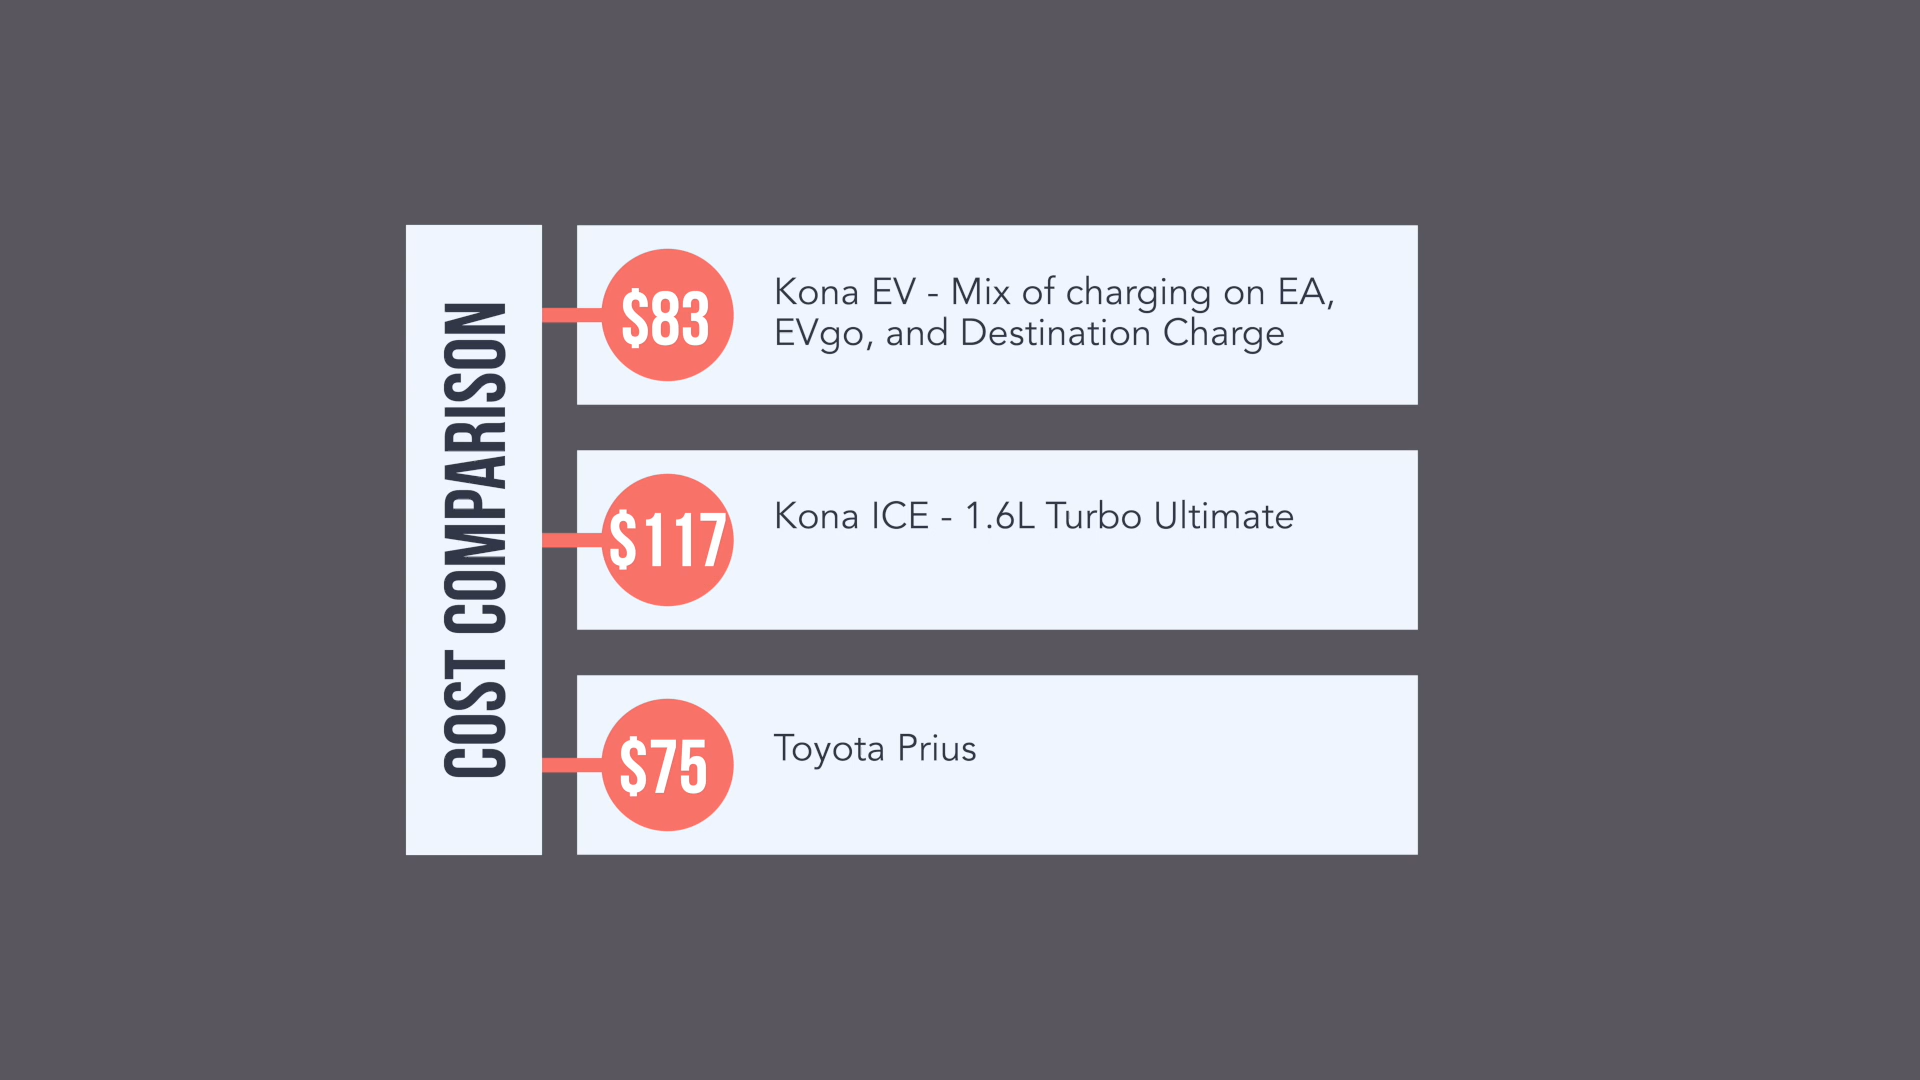 COST COMPARISON
$83
Kona EV - Mix of charging on EA,
EVgo, and Destination Charge
$117
Kona ICE - 1.6L Turbo Ultimate
$75
Toyota Prius